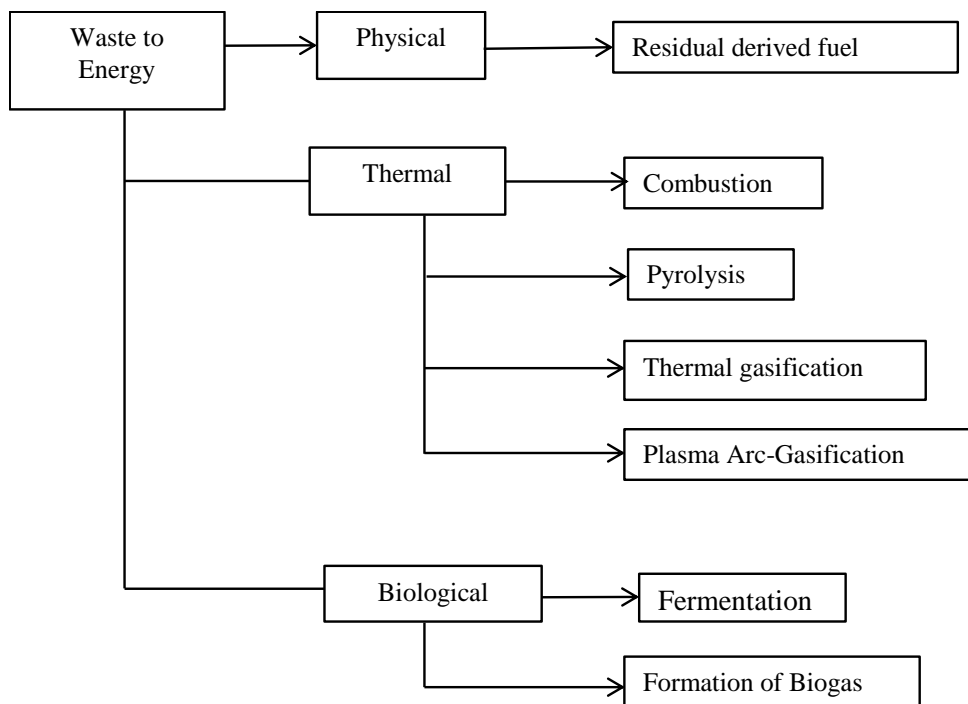 Waste to
Energy
Physical
Residual derived fuel
Thermal
Combustion
Pyrolysis
Thermal gasification
Plasma Arc-Gasification
Biological
Fermentation
Formation of Biogas